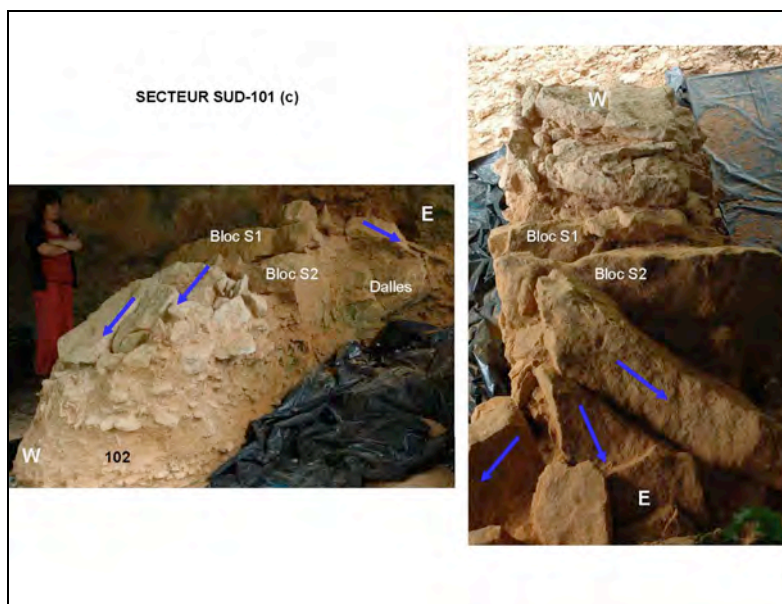 SECTEUR SUD-101 (c)
E
Bloc S1
Bloc S2
Dalles
W
102
W
Bloc S1
Bloc S2
E